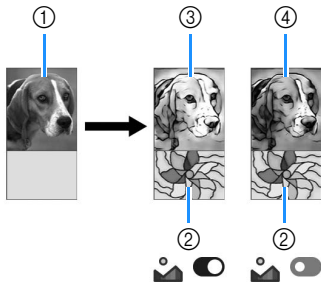 ① ③ ④
② ②